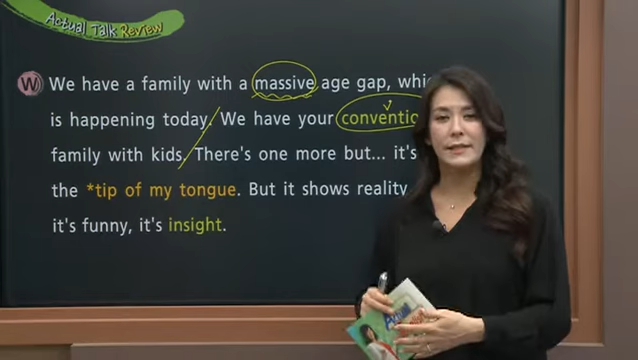 Actual Talk Review
W We have a family with a massive age gap, whic
is happening today. We have your conventio
family with kids. There's one more but... it's
the *tip of my tongue. But it shows reality
it's funny, it's insight.